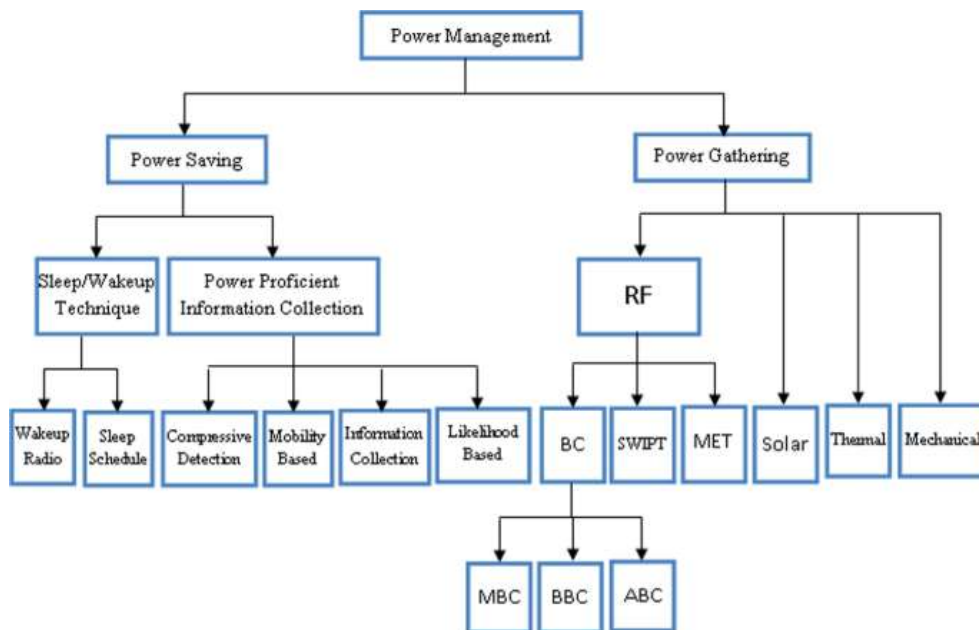 Power Management
Power Saving
Power Gathering
Sleep/Wakeup
Technique
Power Proficient
Information Collection
RF
Wakeup
Radio
Sleep
Schedule
Compressive
Detection
Mobility
Based
Information
Collection
Likelihood
Based
BC
SWIPT
MET
Solar
Thermal
Mechanical
MBC
BBC
ABC